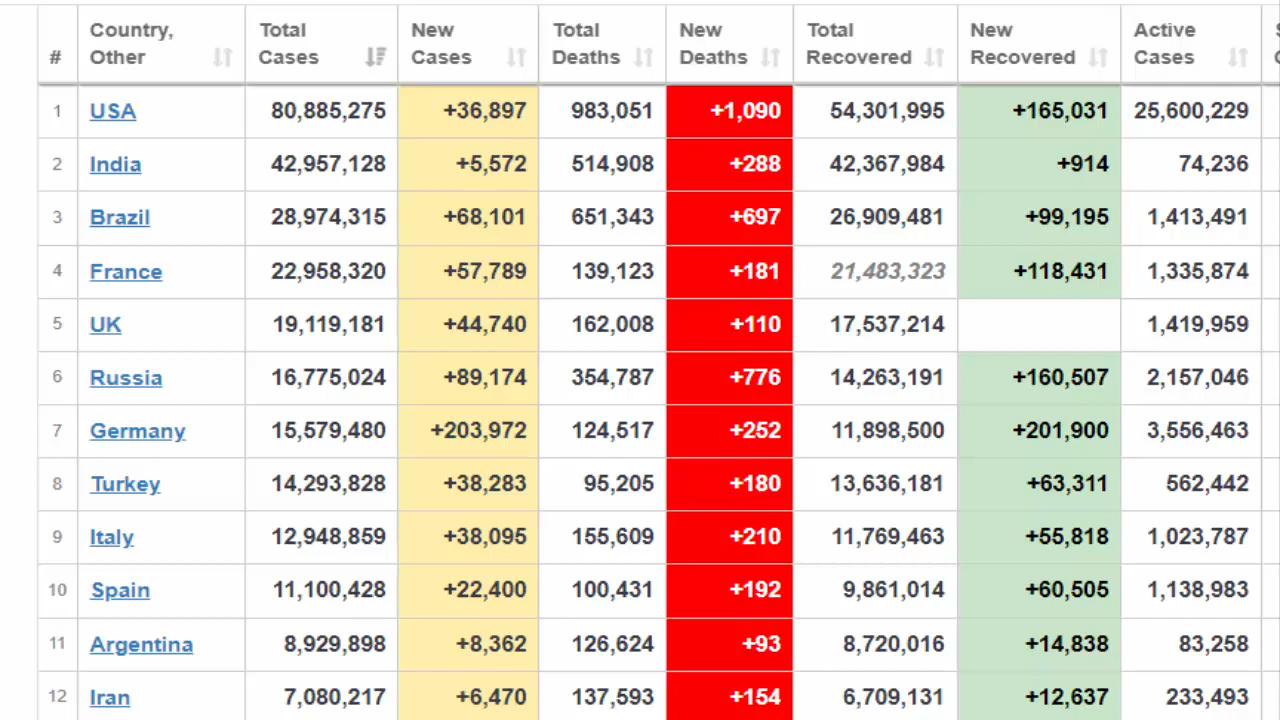 # Country, Other Total Cases New Cases Total Deaths New Deaths Total Recovered New Recovered Active Cases
1 USA 80,885,275 +36,897 983,051 +1,090 54,301,995 +165,031 25,600,229
2 India 42,957,128 +5,572 514,908 +288 42,367,984 +914 74,236
3 Brazil 28,974,315 +68,101 651,343 +697 26,909,481 +99,195 1,413,491
4 France 22,958,320 +57,789 139,123 +181 21,483,323 +118,431 1,335,874
5 UK 19,119,181 +44,740 162,008 +110 17,537,214 1,419,959
6 Russia 16,775,024 +89,174 354,787 +776 14,263,191 +160,507 2,157,046
7 Germany 15,579,480 +203,972 124,517 +252 11,898,500 +201,900 3,556,463
8 Turkey 14,293,828 +38,283 95,205 +180 13,636,181 +63,311 562,442
9 Italy 12,948,859 +38,095 155,609 +210 11,769,463 +55,818 1,023,787
10 Spain 11,100,428 +22,400 100,431 +192 9,861,014 +60,505 1,138,983
11 Argentina 8,929,898 +8,362 126,624 +93 8,720,016 +14,838 83,258
12 Iran 7,080,217 +6,470 137,593 +154 6,709,131 +12,637 233,493